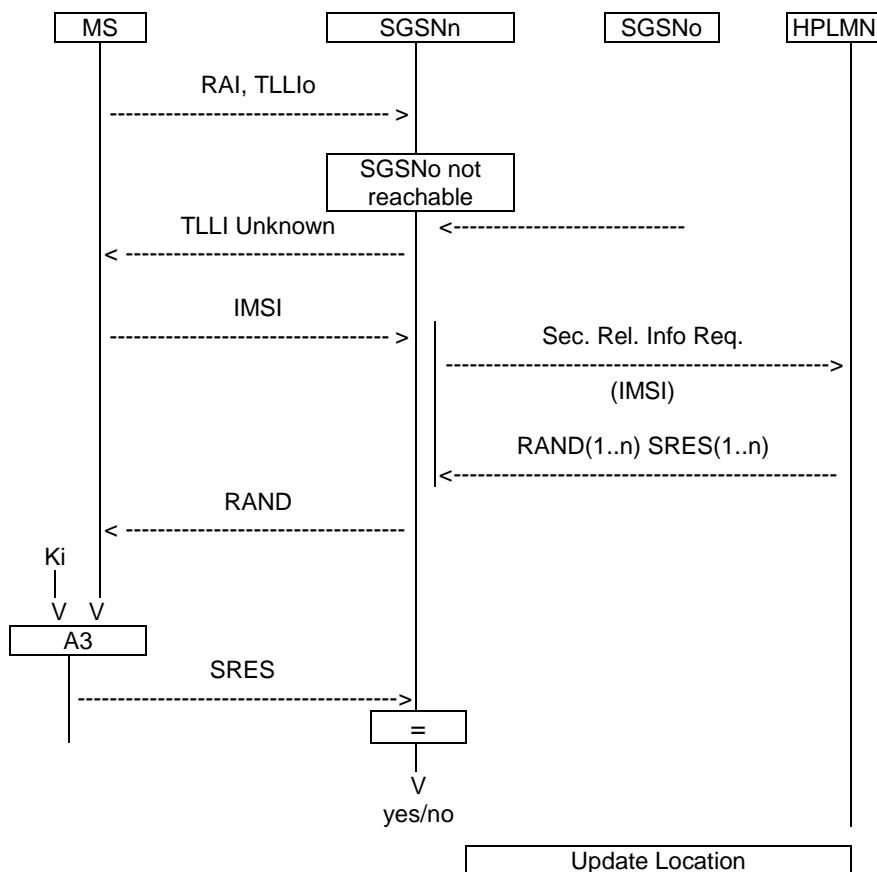 MS SGSNn SGSNo HPLMN
RAI, TLLIo
---------------------------------- >
SGSNo not
reachable
TLLI Unknown <----------------------------
< ----------------------------------
IMSI
---------------------------------- >
Sec. Rel. Info Req.
----------------------------------------------->
(IMSI)
RAND(1..n) SRES(1..n)
<-----------------------------------------------
RAND
< ----------------------------------
Ki
V V
A3
SRES
--------------------------------------->
=
V
yes/no
Update Location